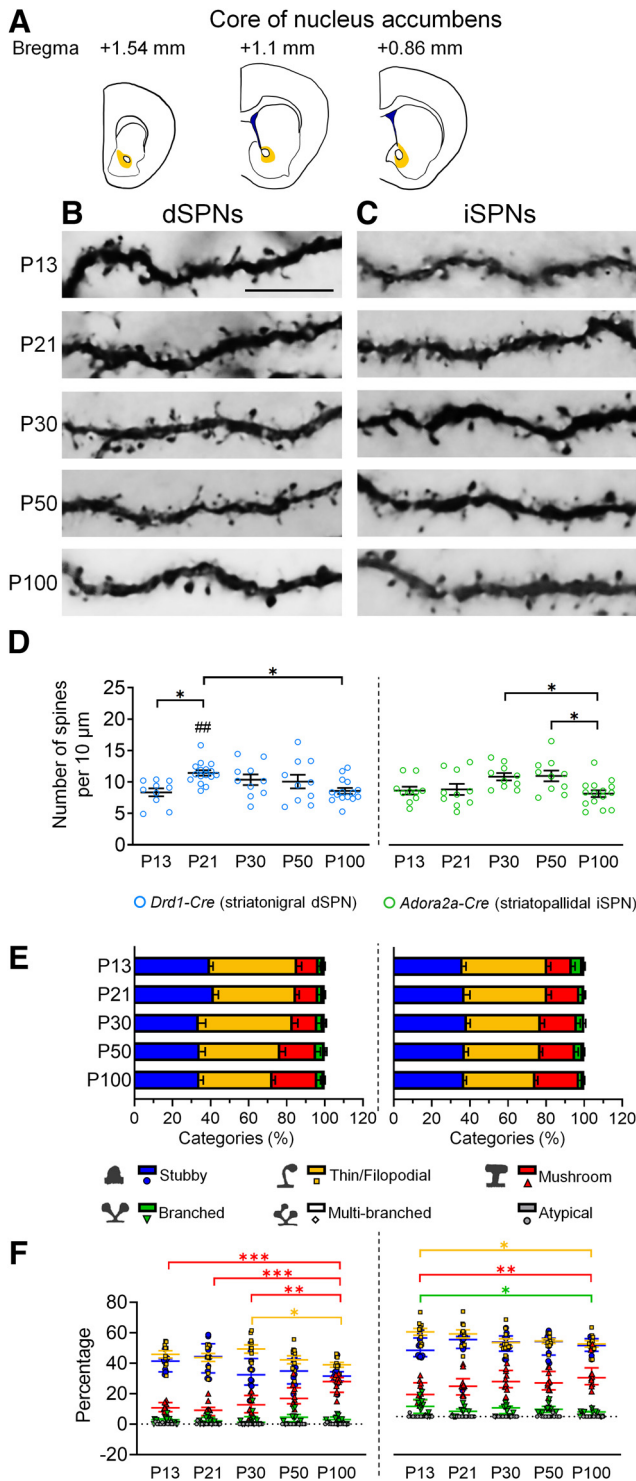 A
Core of nucleus accumbens
Bregma +1.54 mm +1.1 mm +0.86 mm
B dSPNs C iSPNs
P13
P21
P30
P50
P100
D
Number of spines per 10 µm
25
20
15
10
5
0
* * ## * *
P13 P21 P30 P50 P100 P13 P21 P30 P50 P100
Drd1-Cre (striatonigral dSPN) Adora2a-Cre (striatopallidal iSPN)
E
P13
P21
P30
P50
P100
0 20 40 60 80 100 120 0 20 40 60 80 100 120
Categories (%) Categories (%)
Stubby Thin/Filopodial Mushroom
Branched Multi-branched Atypical
F
*** *
*** **
** *
*
Percentage
80
60
40
20
0
-20
P13 P21 P30 P50 P100 P13 P21 P30 P50 P100